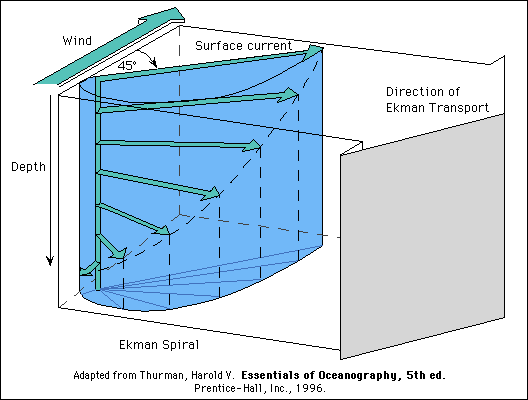 Wind
Surface current
45°
Direction of
Ekman Transport
Depth
Ekman Spiral
Adapted from Thurman, Harold V. Essentials of Oceanography, 5th ed.
Prentice-Hall, Inc., 1996.